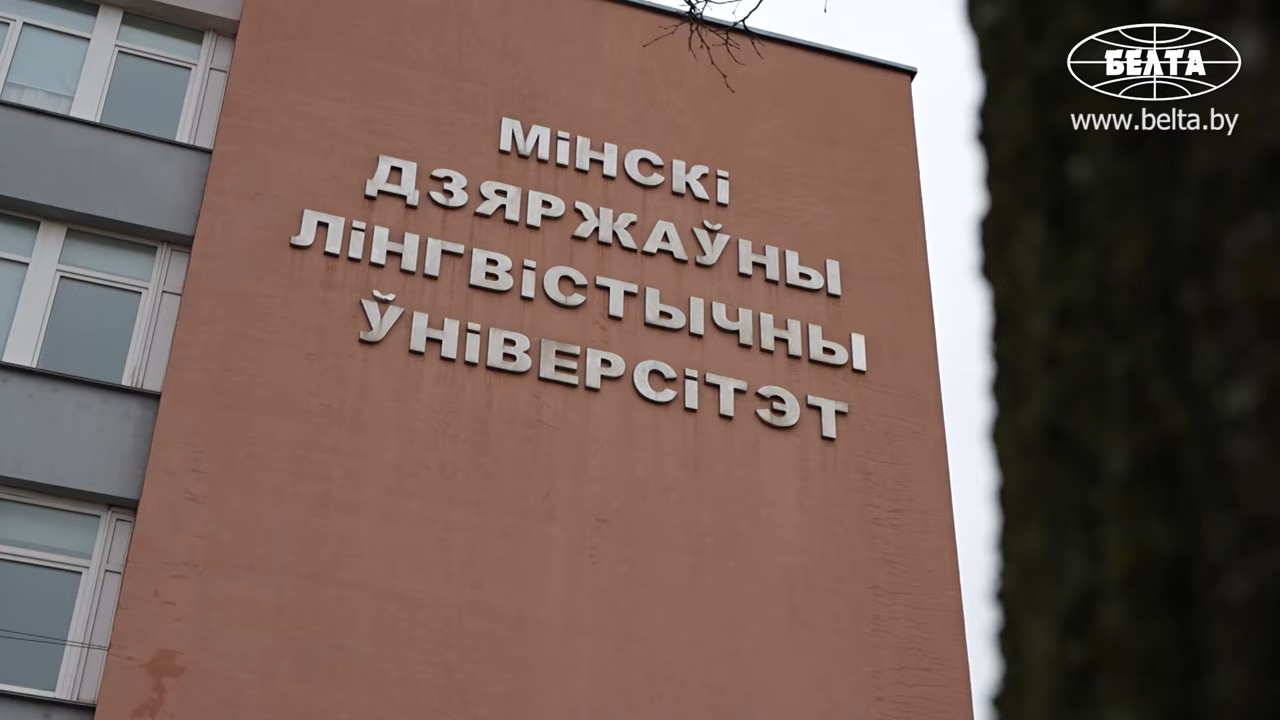 Мінскі
дзяржаўны
лінгвістычны
ўніверсітэт
БЕЛТА
www.belta.by